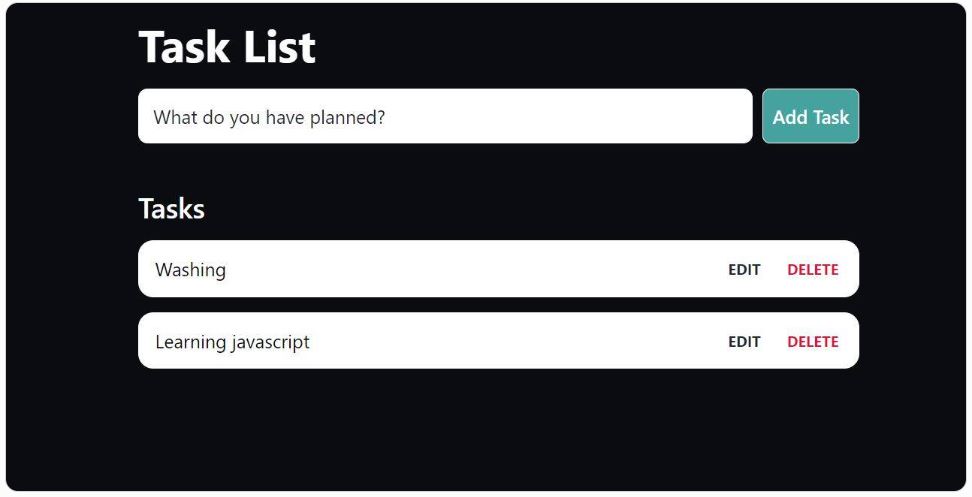 Task List
What do you have planned?
Add Task
Tasks
Washing EDIT DELETE
Learning javascript EDIT DELETE